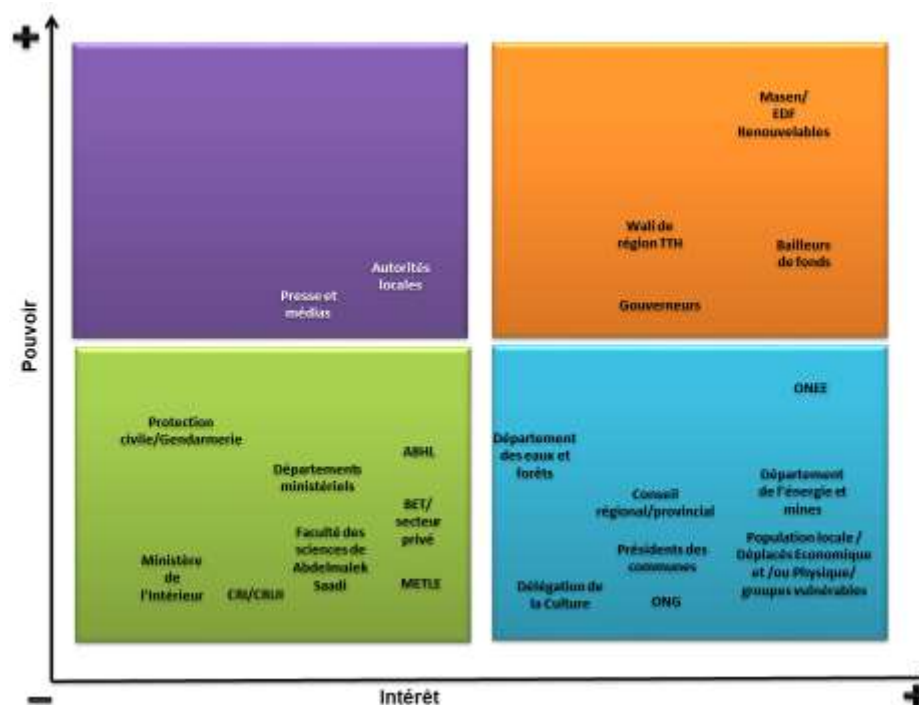 +
Pouvoir
Masen/
EDF
Renouvelables
Wali de
région TTH
Bailleurs
de fonds
Gouverneurs
Autorités
locales
Presse et
médias
Protection
civile/Gendarmerie
ABHL
Départements
ministériels
BET/
secteur
privé
Faculté des
sciences de
Abdelmalek
Saadi
Ministère
de
l'Intérieur
CRI/CRUI
METLE
ONEE
Département
des eaux et
forêts
Département
de l'énergie et
mines
Conseil
régional/provincial
Population locale /
Déplacés Economique
et /ou Physique/
groupes vulnérables
Présidents des
communes
Délégation de
la Culture
ONG
−
Intérêt
+